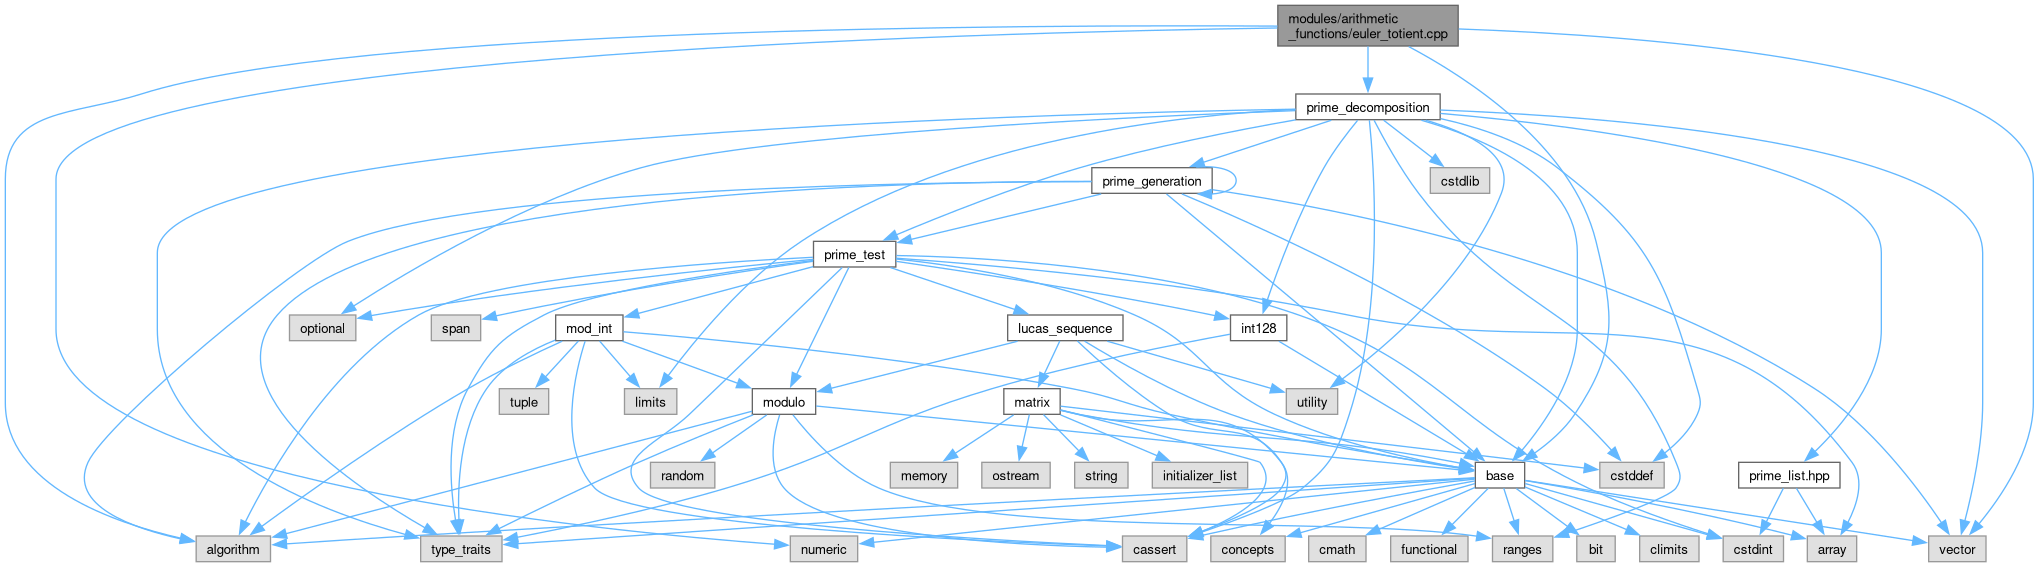 modules/arithmetic
_functions/euler_totient.cpp
prime_decomposition
prime_generation
cstdlib
prime_test
optional
span
mod_int
lucas_sequence
int128
tuple
limits
modulo
matrix
utility
random
memory
ostream
string
initializer_list
base
cstddef
prime_list.hpp
algorithm
type_traits
numeric
cassert
concepts
cmath
functional
ranges
bit
climits
cstdint
array
vector